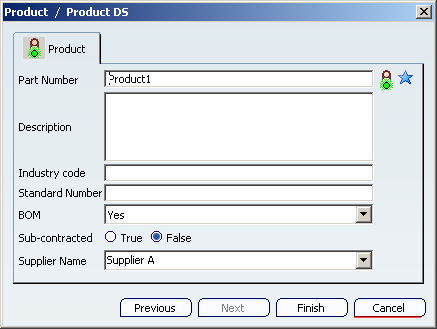 Product / Product DS
Product
Part Number Product1
Description
Industry code
Standard Number
BOM Yes
Sub-contracted True False
Supplier Name Supplier A
Previous Next Finish Cancel